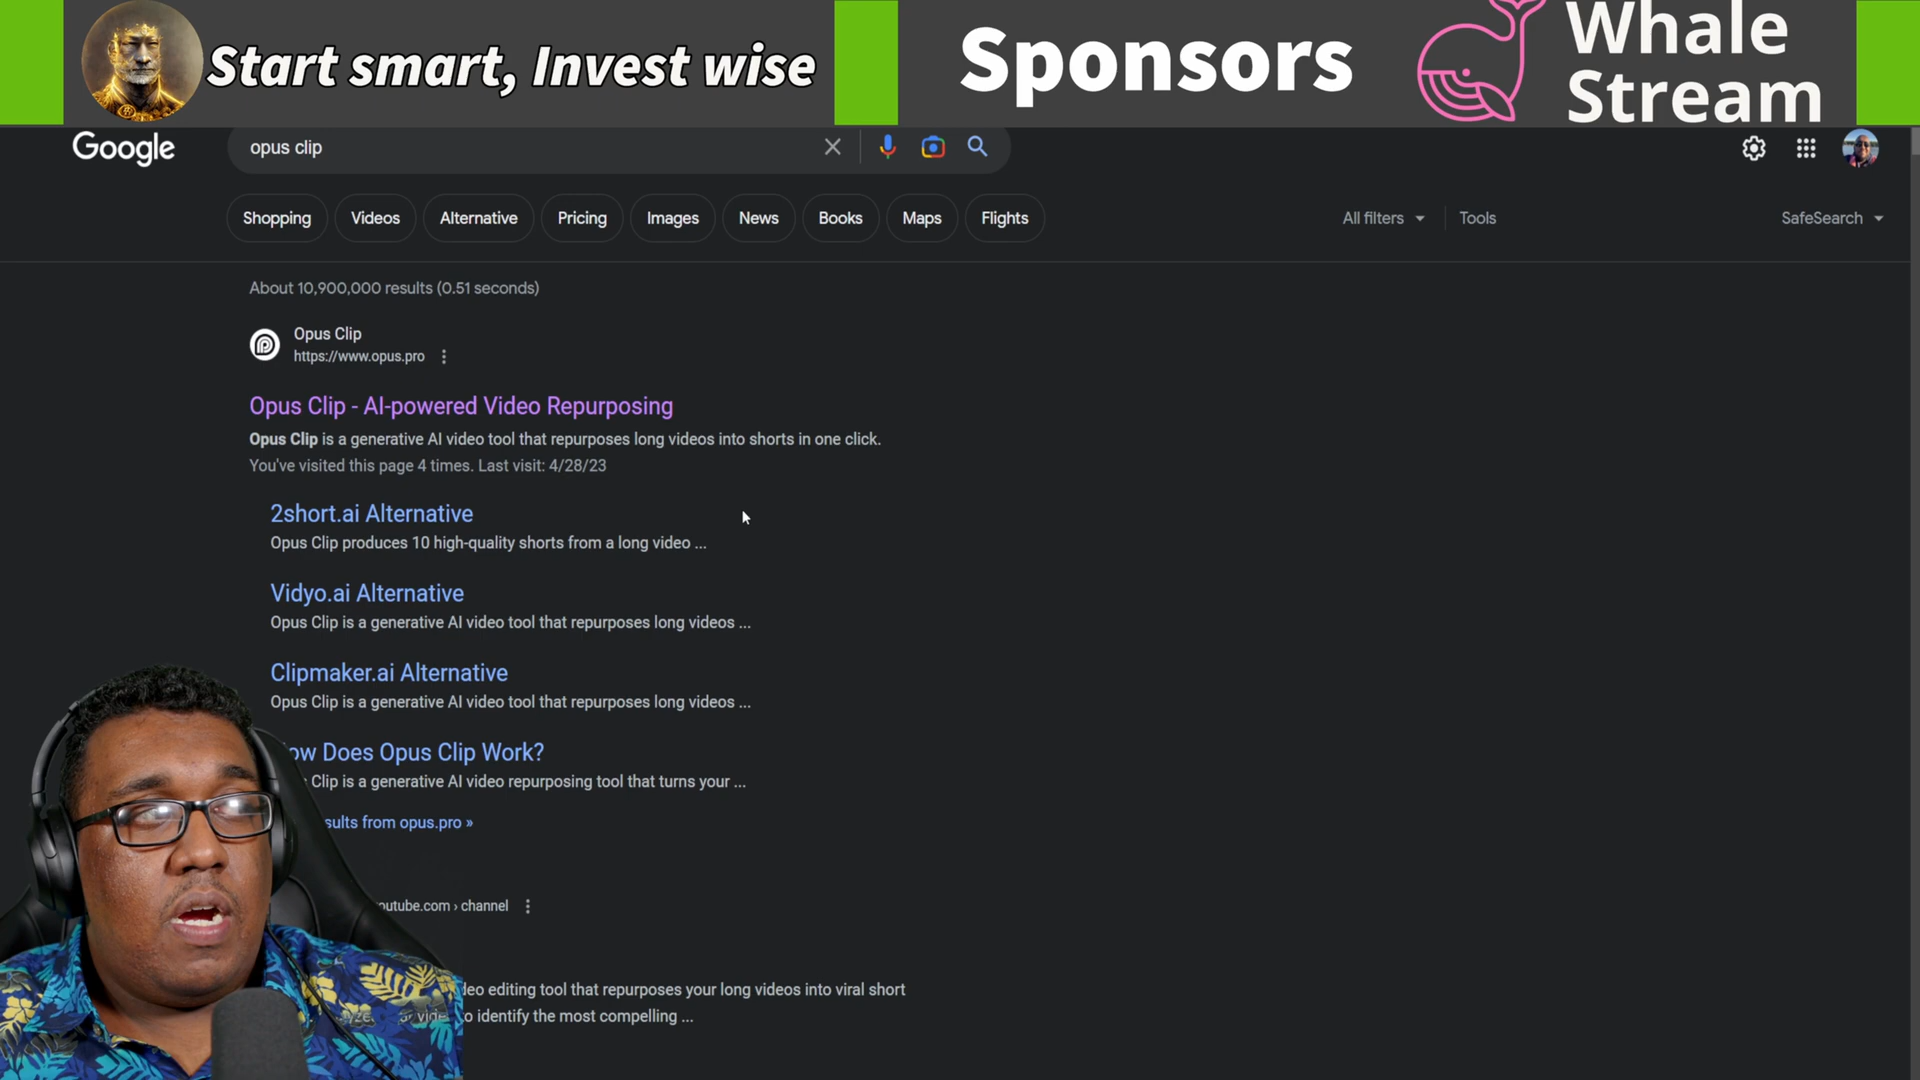 Start smart, Invest wise
Sponsors
Whale
Stream
Google
opus clip
Shopping
Videos
Alternative
Pricing
Images
News
Books
Maps
Flights
All filters
Tools
SafeSearch
About 10,900,000 results (0.51 seconds)
Opus Clip
https://www.opus.pro
Opus Clip - AI-powered Video Repurposing
Opus Clip is a generative AI video tool that repurposes long videos into shorts in one click.
You've visited this page 4 times. Last visit: 4/28/23
2short.ai Alternative
Opus Clip produces 10 high-quality shorts from a long video ...
Vidyo.ai Alternative
Opus Clip is a generative AI video tool that repurposes long videos ...
Clipmaker.ai Alternative
Opus Clip is a generative AI video tool that repurposes long videos ...
ow Does Opus Clip Work?
Clip is a generative AI video repurposing tool that turns your ...
sults from opus.pro »
outube.com › channel
deo editing tool that repurposes your long videos into viral short
o identify the most compelling ...